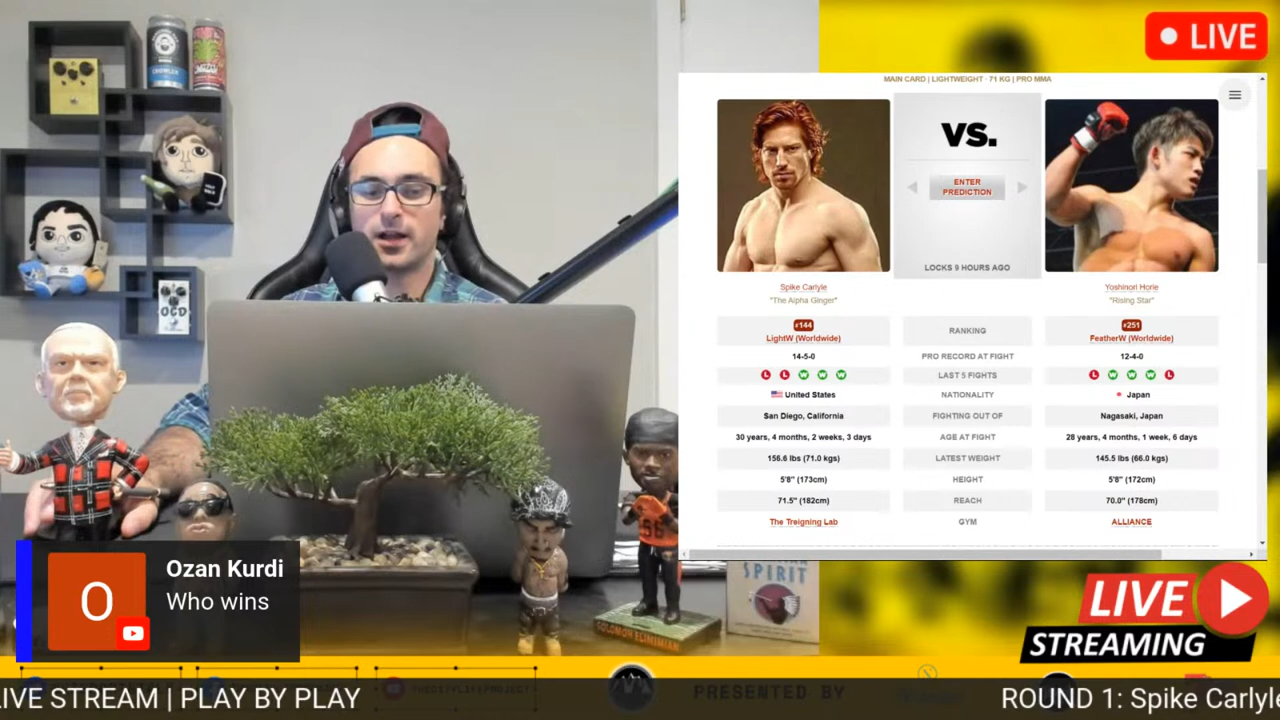 LIVE
MAIN CARD | LIGHTWEIGHT · 71 KG | PRO MMA
VS.
ENTER
PREDICTION
LOCKS 9 HOURS AGO
Spike Carlyle
"The Alpha Ginger"
Yoshinori Horie
"Rising Star"
#144
LightW (Worldwide)
RANKING
#251
FeatherW (Worldwide)
14-5-0
PRO RECORD AT FIGHT
12-4-0
L L W W W
LAST 5 FIGHTS
L W W W L
United States
NATIONALITY
Japan
San Diego, California
FIGHTING OUT OF
Nagasaki, Japan
30 years, 4 months, 2 weeks, 3 days
AGE AT FIGHT
28 years, 4 months, 1 week, 6 days
156.6 lbs (71.0 kgs)
LATEST WEIGHT
145.5 lbs (66.0 kgs)
5'8" (173cm)
HEIGHT
5'8" (172cm)
71.5" (182cm)
REACH
70.0" (178cm)
The Treigning Lab
GYM
ALLIANCE
CROWLER
OCD
SPIRIT
SOLOMON ELIMIMIAN
O
Ozan Kurdi
Who wins
LIVE
STREAMING
PRESENTED BY
LIVE STREAM | PLAY BY PLAY
ROUND 1: Spike Carlyle